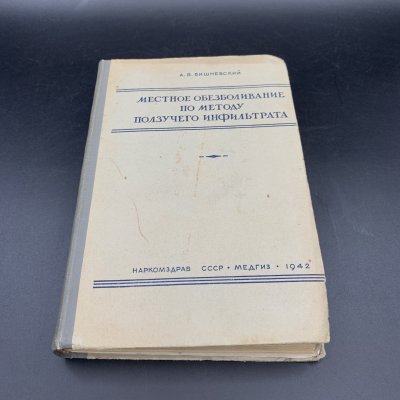 А. В. ВИШНЕВСКИЙ
МЕСТНОЕ ОБЕЗБОЛИВАНИЕ
ПО МЕТОДУ
ПОЛЗУЧЕГО ИНФИЛЬТРАТА
НАРКОМЗДРАВ СССР • МЕДГИЗ • 1942